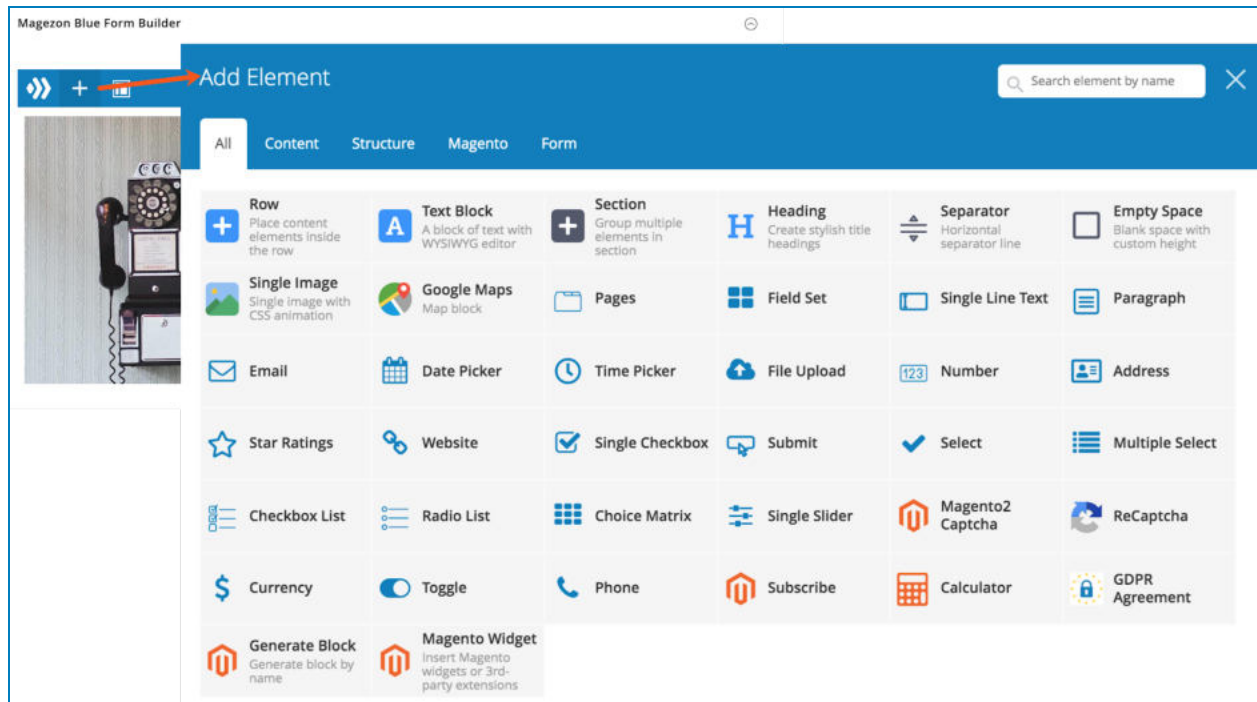 Magezon Blue Form Builder
Add Element
Search element by name
All Content Structure Magento Form
Row
Place content
elements inside
the row
Text Block
A block of text with
WYSIWYG editor
Section
Group multiple
elements in
section
Heading
Create stylish title
headings
Separator
Horizontal
separator line
Empty Space
Blank space with
custom height
Single Image
Single image with
CSS animation
Google Maps
Map block
Pages
Field Set
Single Line Text
Paragraph
Email
Date Picker
Time Picker
File Upload
123
Number
Address
Star Ratings
Website
Single Checkbox
Submit
Select
Multiple Select
Checkbox List
Radio List
Choice Matrix
Single Slider
Magento2
Captcha
ReCaptcha
Currency
Toggle
Phone
Subscribe
Calculator
GDPR
Agreement
Generate Block
Generate block by
name
Magento Widget
Insert Magento
widgets or 3rd-
party extensions